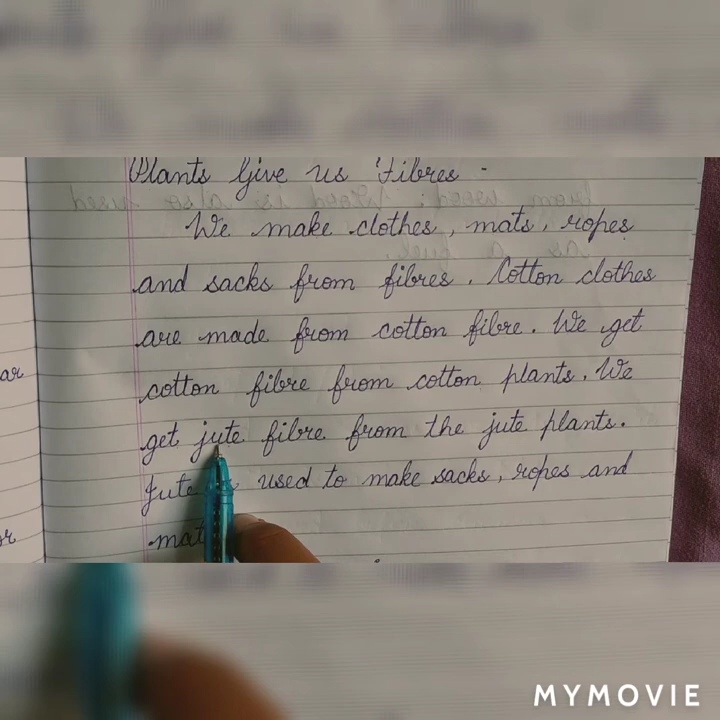 Plants Give us Fibres -
We make clothes, mats, ropes
and sacks from fibres. Cotton clothes
are made from cotton fibre. We get
cotton fibre from cotton plants. We
get jute fibre from the jute plants.
Jute used to make sacks, ropes and
ar
MYMOVIE